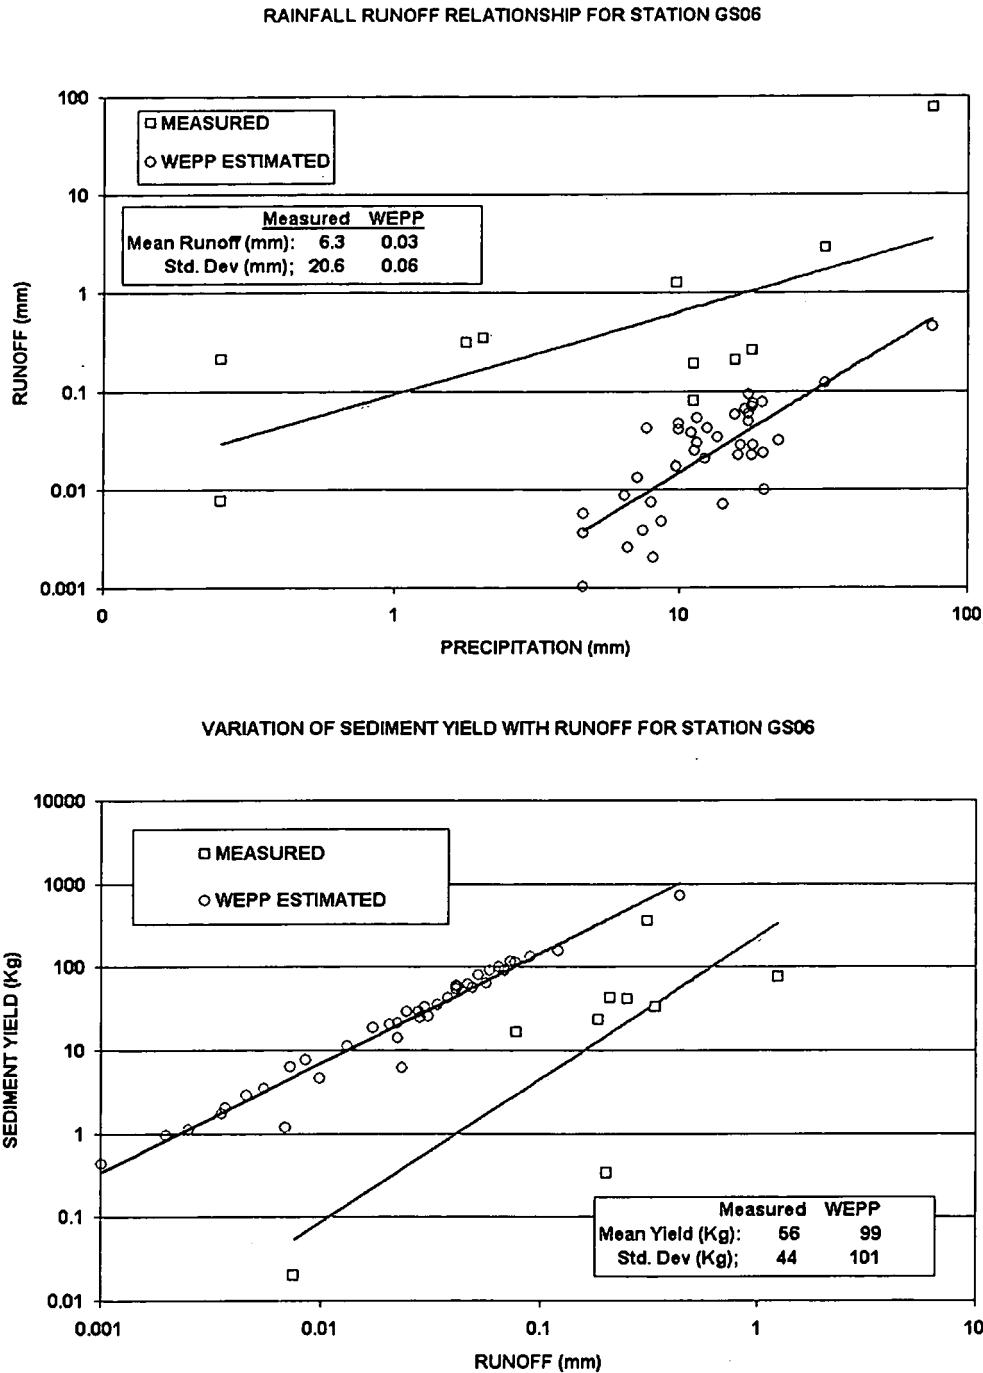 RAINFALL RUNOFF RELATIONSHIP FOR STATION GS06
100
10
1
0.1
0.01
0.001
RUNOFF (mm)
MEASURED
WEPP ESTIMATED
Measured WEPP
Mean Runoff (mm): 6.3 0.03
Std. Dev (mm); 20.6 0.06
0 1 10 100
PRECIPITATION (mm)
VARIATION OF SEDIMENT YIELD WITH RUNOFF FOR STATION GS06
10000
1000
100
10
1
0.1
0.01
SEDIMENT YIELD (Kg)
MEASURED
WEPP ESTIMATED
Measured WEPP
Mean Yield (Kg): 56 99
Std. Dev (Kg); 44 101
0.001 0.01 0.1 1 10
RUNOFF (mm)